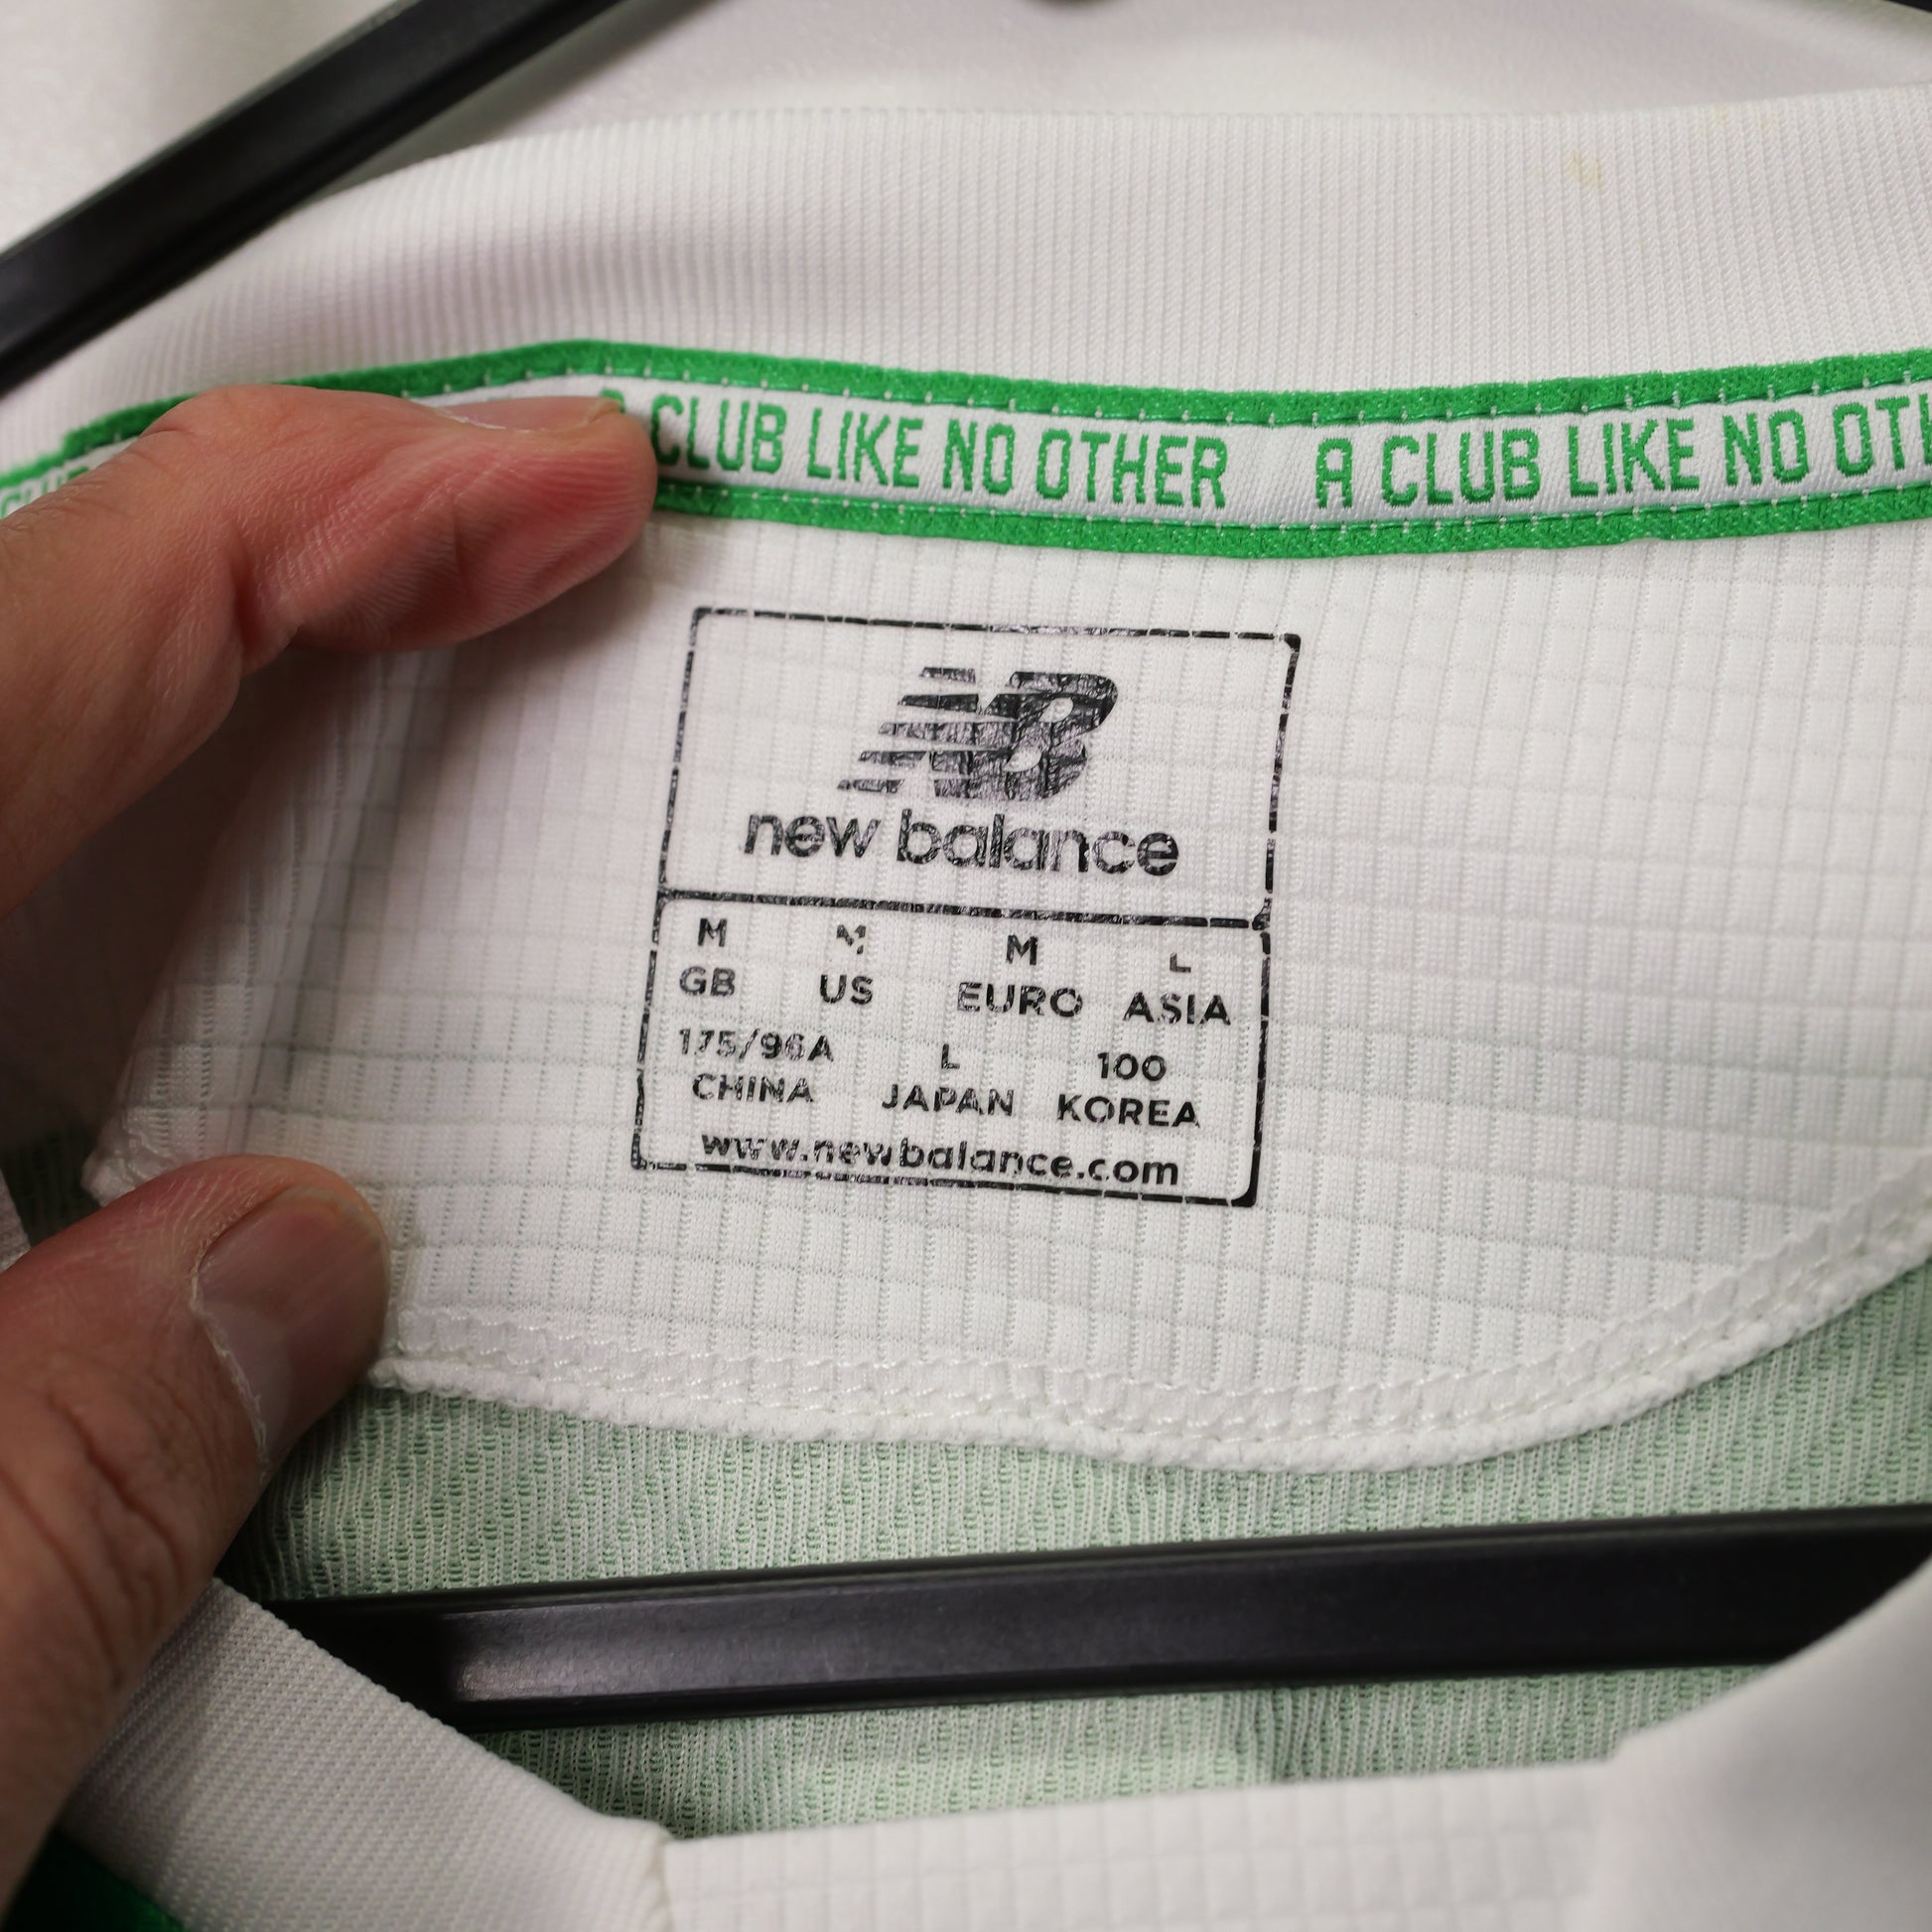 A CLUB LIKE NO OTHER A CLUB LIKE NO
NB
new balance
M M M L
GB US EURO ASIA
175/96A L 100
CHINA JAPAN KOREA
www.newbalance.com